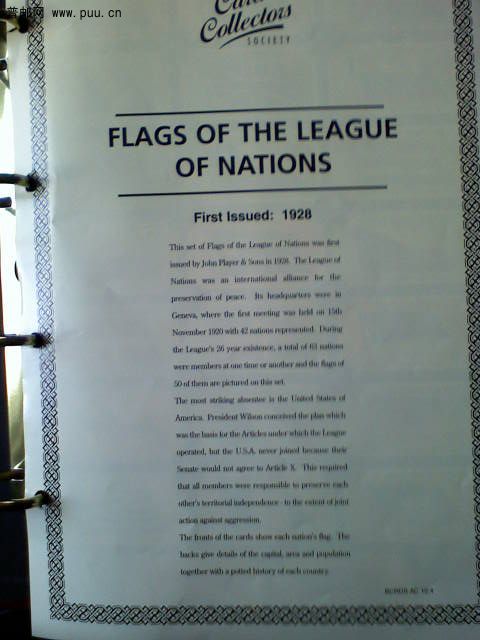 普邮网 www.puu.cn
Card
Collectors
SOCIETY
FLAGS OF THE LEAGUE
OF NATIONS
First Issued: 1928
This set of Flags of the League of Nations was first
issued by John Player & Sons in 1928. The League of
Nations was an international alliance for the
preservation of peace. Its headquarters were in
Geneva, where the first meeting was held on 15th
November 1920 with 42 nations represented. During
the League's 26 year existence, a total of 63 nations
were members at one time or another and the flags of
50 of them are pictured on this set.
The most striking absentee is the United States of
America. President Wilson conceived the plan which
was the basis for the Articles under which the League
operated, but the U.S.A. never joined because their
Senate would not agree to Article X. This required
that all members were responsible to preserve each
other's territorial independence - to the extent of joint
action against aggression.
The fronts of the cards show each nation's flag. The
backs give details of the capital, area and population
together with a potted history of each country.